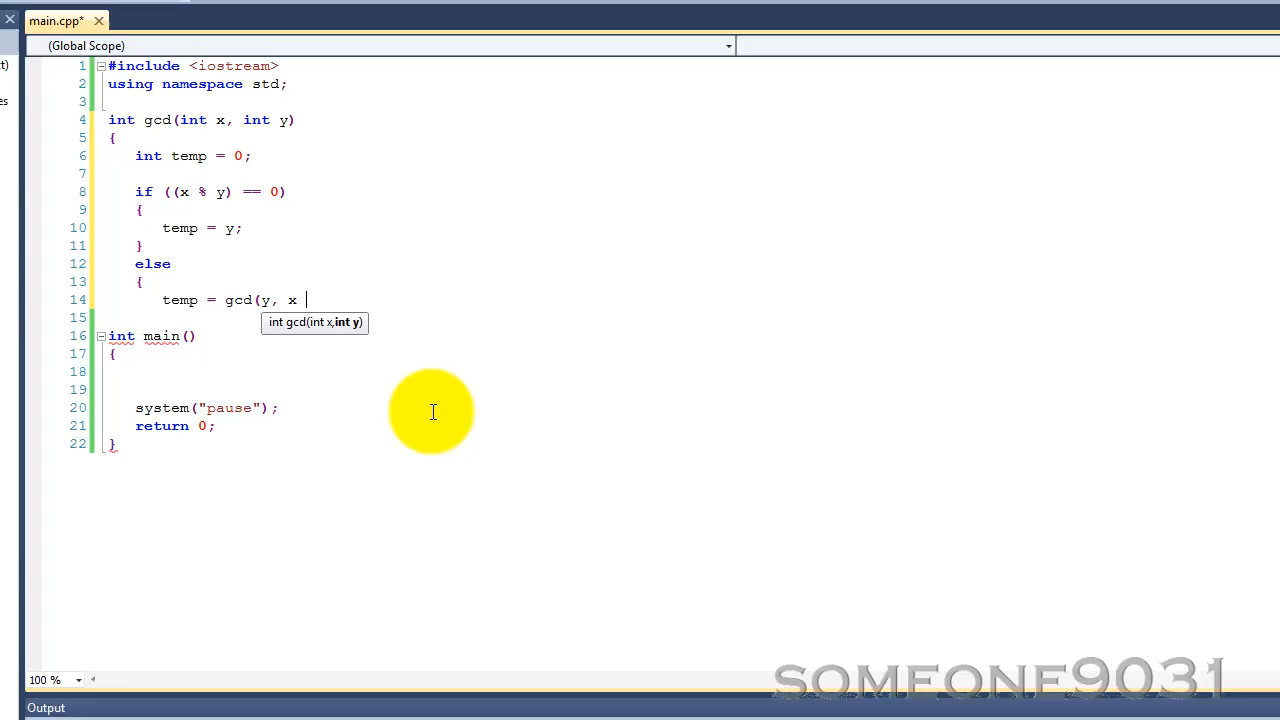 main.cpp*
(Global Scope)
t)
es
1 #include <iostream>
2 using namespace std;
3
4 int gcd(int x, int y)
5 {
6 int temp = 0;
7
8 if ((x % y) == 0)
9 {
10 temp = y;
11 }
12 else
13 {
14 temp = gcd(y, x
int gcd(int x,int y)
15
16 int main()
17 {
18
19
20 system("pause");
21 return 0;
22 }
100 %
SOMEONE9031
Output